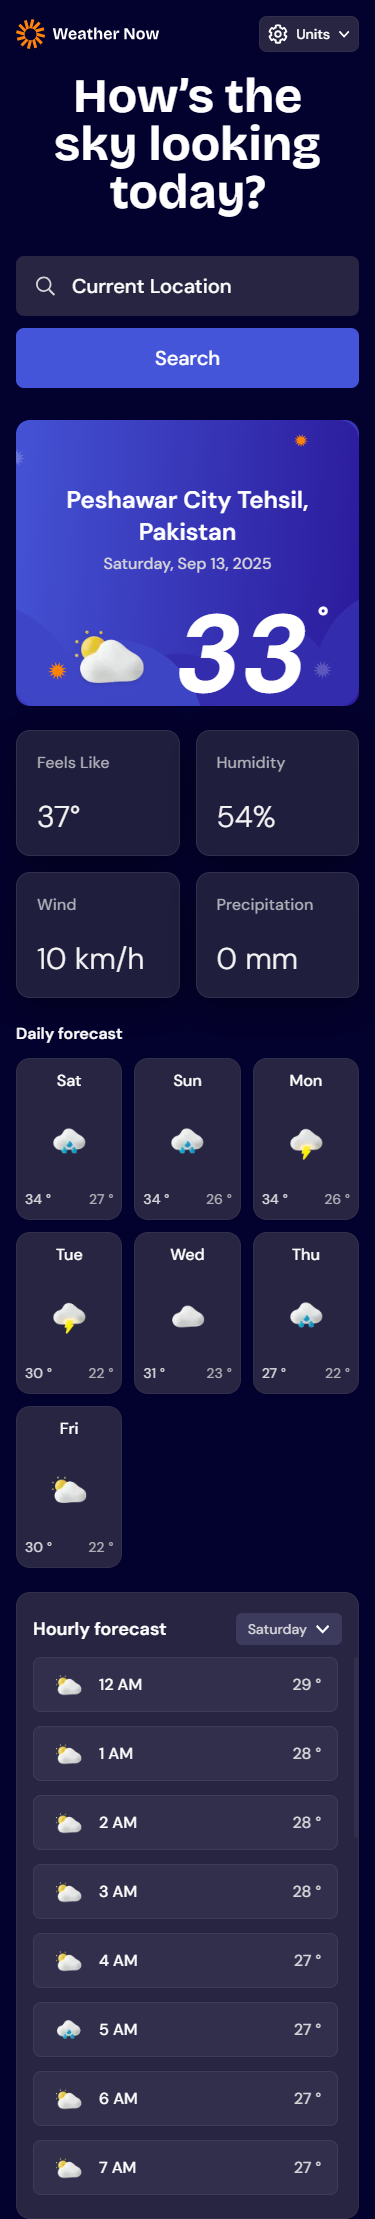 Weather Now
Units
How's the
sky looking
today?
Current Location
Search
Peshawar City Tehsil,
Pakistan
Saturday, Sep 13, 2025
33°
Feels Like
37°
Humidity
54%
Wind
10 km/h
Precipitation
0 mm
Daily forecast
Sat
34 ° 27 °
Sun
34 ° 26 °
Mon
34 ° 26 °
Tue
30 ° 22 °
Wed
31 ° 23 °
Thu
27 ° 22 °
Fri
30 ° 22 °
Hourly forecast
Saturday
12 AM 29 °
1 AM 28 °
2 AM 28 °
3 AM 28 °
4 AM 27 °
5 AM 27 °
6 AM 27 °
7 AM 27 °